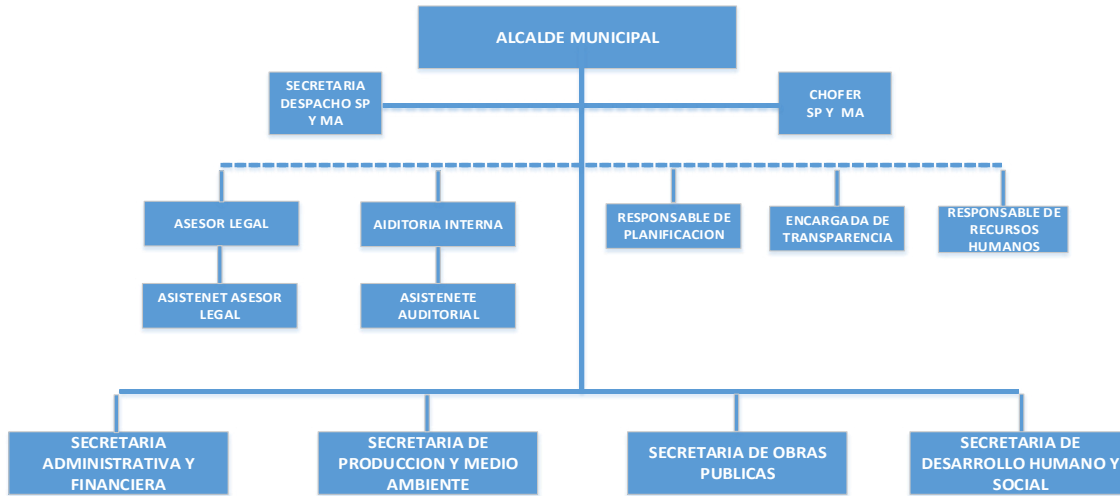 ALCALDE MUNICIPAL
SECRETARIA
DESPACHO SP
Y MA
CHOFER
SP Y MA
ASESOR LEGAL
AIDITORIA INTERNA
RESPONSABLE DE
PLANIFICACION
ENCARGADA DE
TRANSPARENCIA
RESPONSABLE DE
RECURSOS
HUMANOS
ASISTENET ASESOR
LEGAL
ASISTENETE
AUDITORIAL
SECRETARIA
ADMINISTRATIVA Y
FINANCIERA
SECRETARIA DE
PRODUCCION Y MEDIO
AMBIENTE
SECRETARIA DE OBRAS
PUBLICAS
SECRETARIA DE
DESARROLLO HUMANO Y
SOCIAL